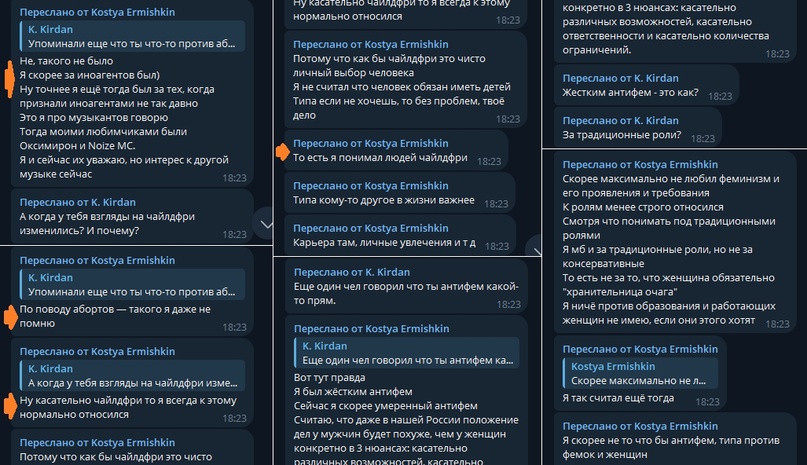 Переслано от Kostya Ermishkin
K. Kirdan
Упоминали еще что ты что-то против аб...
Не, такого не было
Я скорее за иноагентов был)
Ну точнее я ещё тогда был за тех, когда
признали иноагентами не так давно
Это я про музыкантов говорю
Тогда моими любимчиками были
Оксимирон и Noize MC.
Я и сейчас их уважаю, но интерес к другой
музыке сейчас
18:23
Переслано от K. Kirdan
А когда у тебя взгляды на чайлдфри
изменились? И почему?
18:23
Переслано от Kostya Ermishkin
K. Kirdan
Упоминали еще что ты что-то против аб...
По поводу абортов — такого я даже не
помню
18:23
Переслано от Kostya Ermishkin
K. Kirdan
А когда у тебя взгляды на чайлдфри изме...
Ну касательно чайлдфри то я всегда к этому
нормально относился
18:23
Переслано от Kostya Ermishkin
Потому что как бы чайлдфри это чисто
Ну касательно чайлдфри то я всегда к этому
нормально относился
18:23
Переслано от Kostya Ermishkin
Потому что как бы чайлдфри это чисто
личный выбор человека
Я не считал что человек обязан иметь детей
Типа если не хочешь, то без проблем, твоё
дело
18:23
Переслано от Kostya Ermishkin
То есть я понимал людей чайлдфри
18:23
Переслано от Kostya Ermishkin
Типа кому-то другое в жизни важнее
18:23
Переслано от Kostya Ermishkin
Карьера там, личные увлечения и т д
18:23
Переслано от K. Kirdan
Еще один чел говорил что ты антифем какой-
то прям.
18:23
Переслано от Kostya Ermishkin
K. Kirdan
Еще один чел говорил что ты антифем ка...
Вот тут правда
Я был жёстким антифем
Сейчас я скорее умеренный антифем
Считаю, что даже в нашей России положение
дел у мужчин будет похуже, чем у женщин
конкретно в 3 нюансах: касательно
различных возможностей, касательно
конкретно в 3 нюансах: касательно
различных возможностей, касательно
ответственности и касательно количества
ограничений.
18:23
Переслано от K. Kirdan
Жестким антифем - это как?
18:23
Переслано от K. Kirdan
За традиционные роли?
18:23
Переслано от Kostya Ermishkin
Скорее максимально не любил феминизм и
его проявления и требования
К ролям менее строго относился
Смотря что понимать под традиционными
ролями
Я мб и за традиционные роли, но не за
консервативные
То есть не за то, что женщина обязательно
"хранительница очага"
Я ничё против образования и работающих
женщин не имею, если они этого хотят
18:23
Переслано от Kostya Ermishkin
Kostya Ermishkin
Скорее максимально не л...
Я так считал ещё тогда
18:23
Переслано от Kostya Ermishkin
Я скорее не то что бы антифем, типа против
фемок и женщин